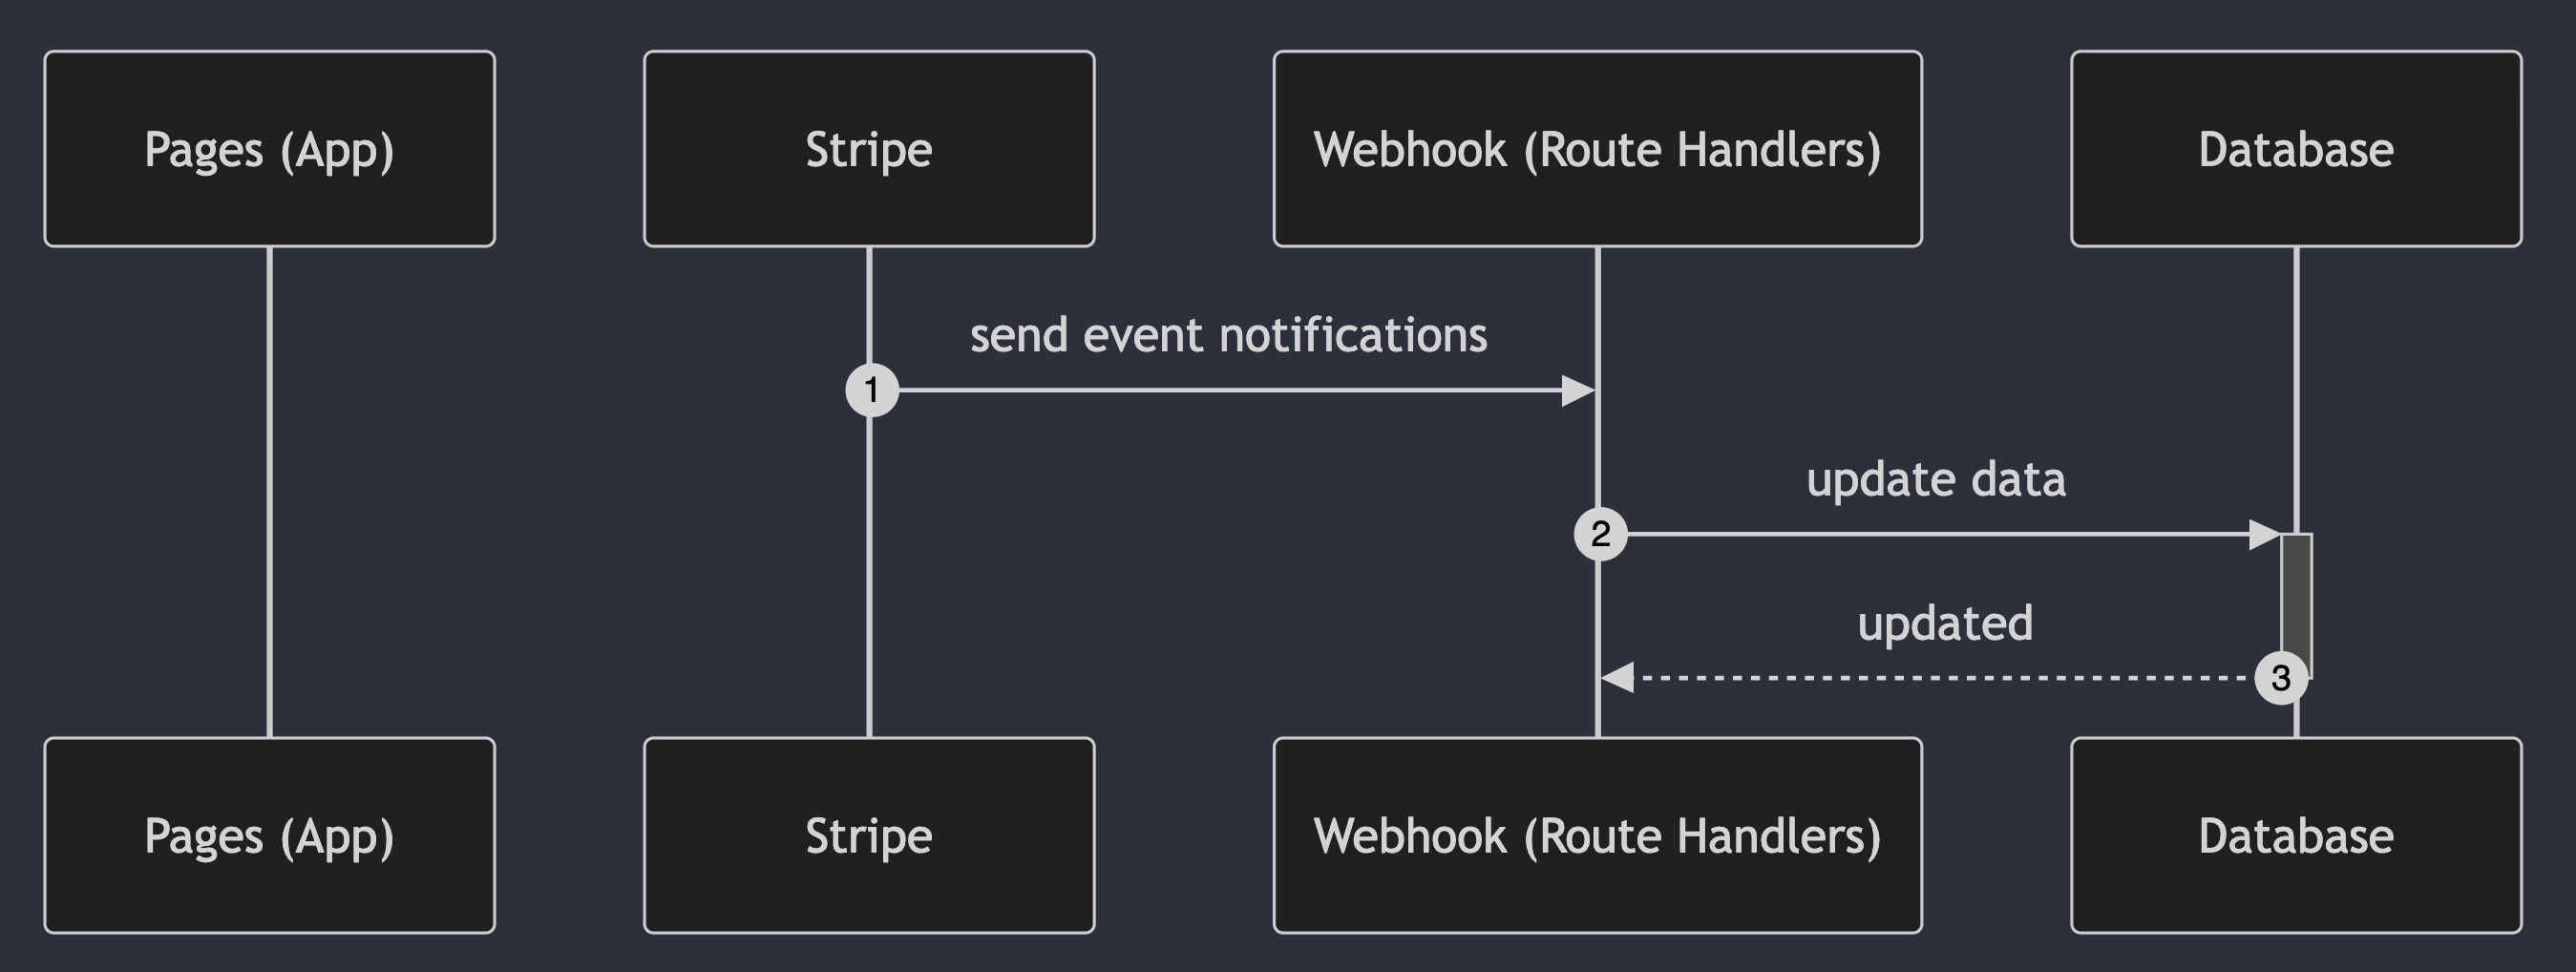 Pages (App)
Stripe
Webhook (Route Handlers)
Database
send event notifications
1
update data
2
updated
3
Pages (App)
Stripe
Webhook (Route Handlers)
Database